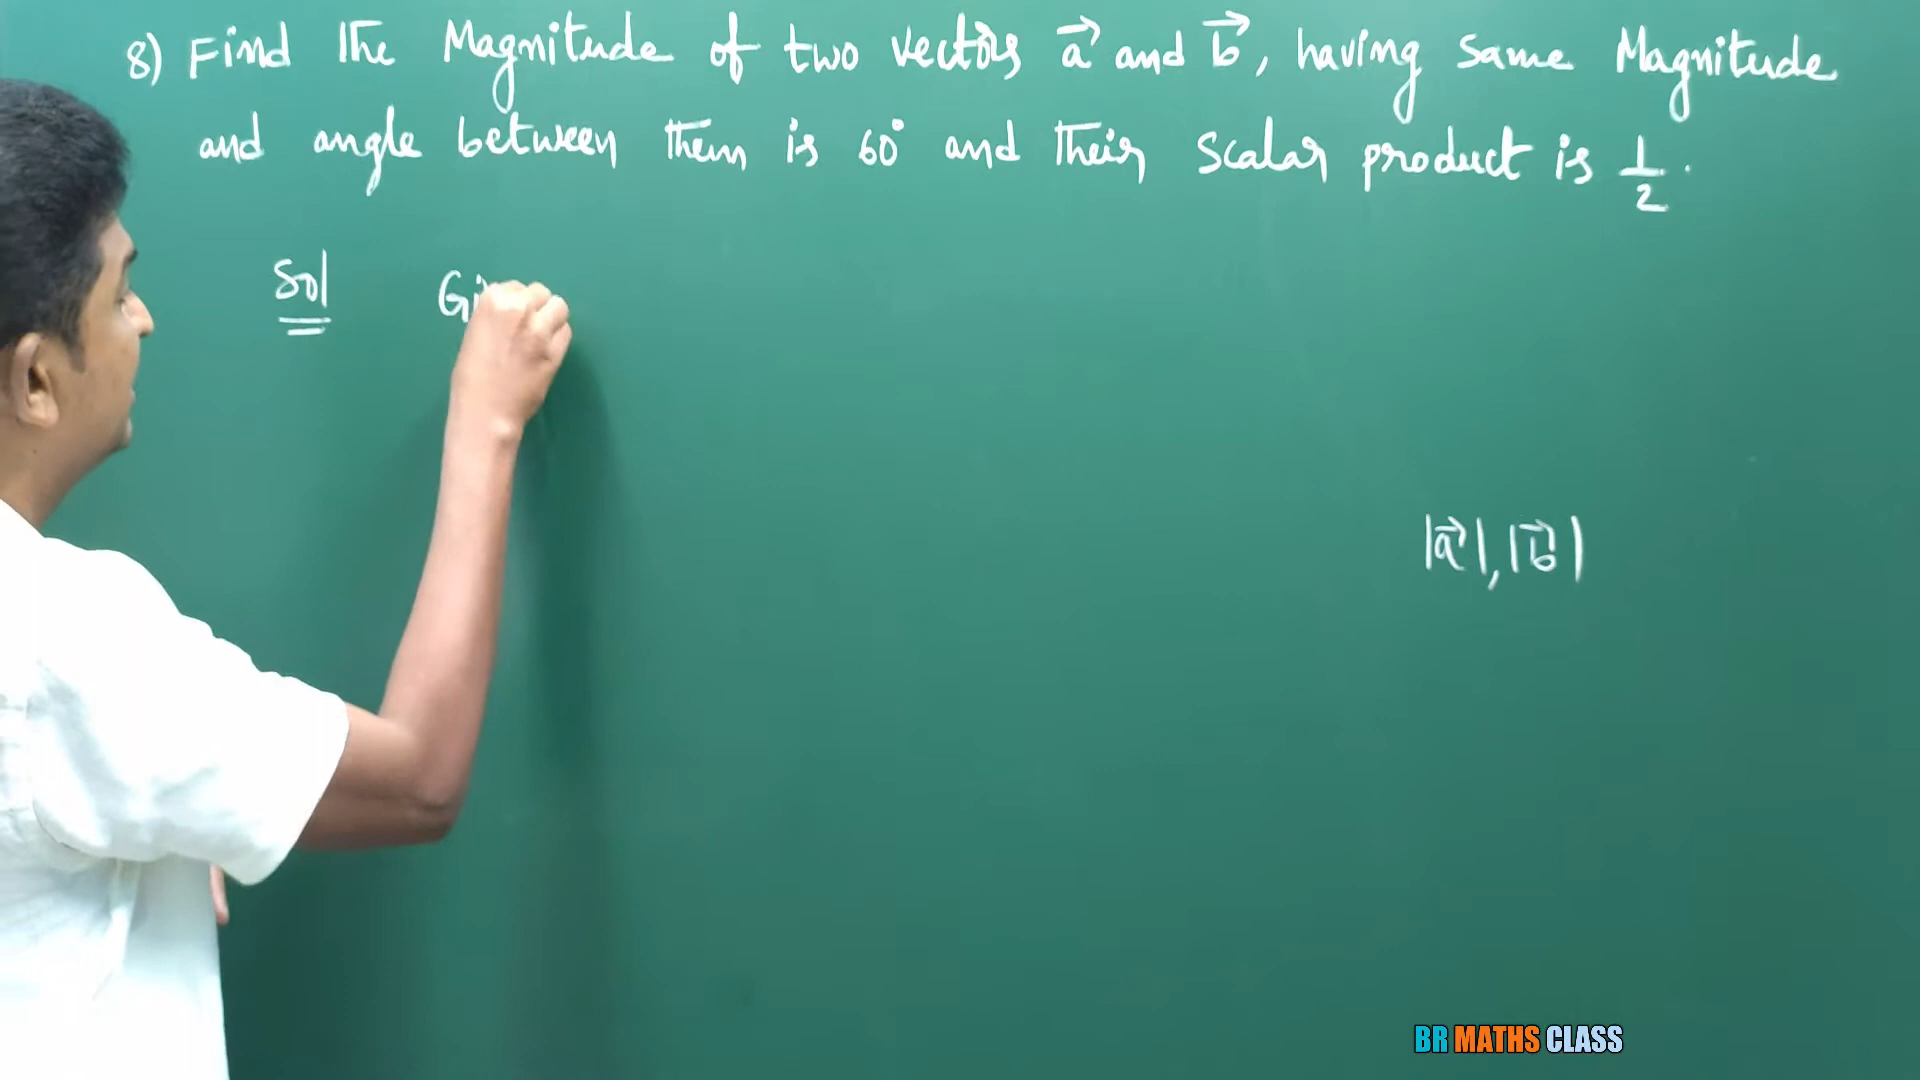 8) Find the Magnitude of two vectors a⃗ and b⃗, having same Magnitude
and angle between them is 60° and their scalar product is 1/2.
Sol
|a⃗|, |b⃗|
BR MATHS CLASS